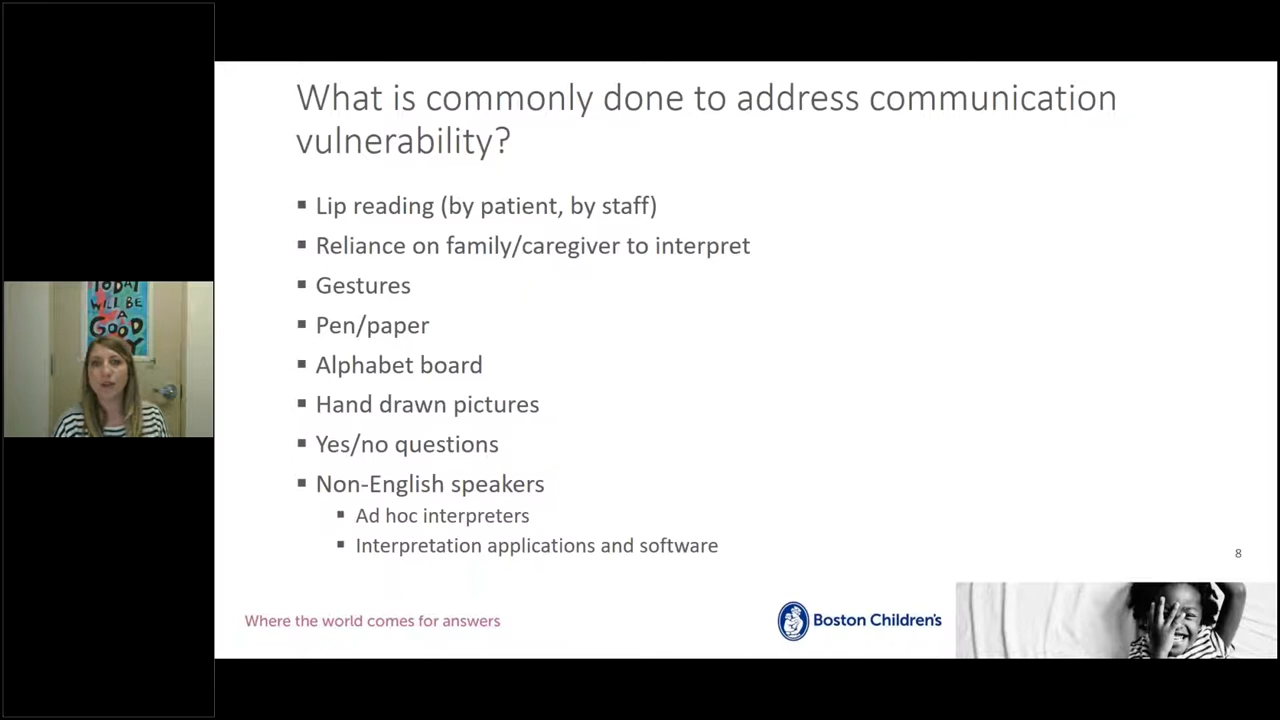 TODAY
WILL BE
A
GOOD
What is commonly done to address communication
vulnerability?
▪ Lip reading (by patient, by staff)
▪ Reliance on family/caregiver to interpret
▪ Gestures
▪ Pen/paper
▪ Alphabet board
▪ Hand drawn pictures
▪ Yes/no questions
▪ Non-English speakers
▪ Ad hoc interpreters
▪ Interpretation applications and software
8
Where the world comes for answers
Boston Children's